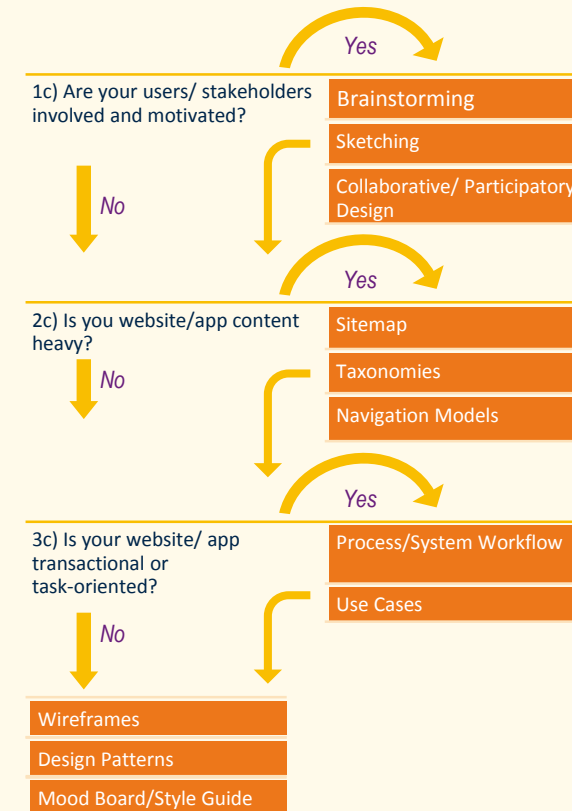 Yes
1c) Are your users/ stakeholders
involved and motivated?
Brainstorming
Sketching
Collaborative/ Participatory
Design
No
Yes
2c) Is you website/app content
heavy?
Sitemap
Taxonomies
Navigation Models
No
Yes
3c) Is your website/ app
transactional or
task-oriented?
Process/System Workflow
Use Cases
No
Wireframes
Design Patterns
Mood Board/Style Guide